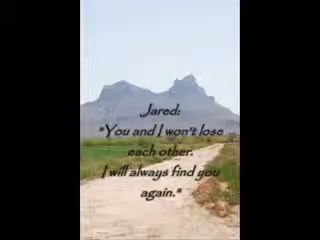 Jared:
"You and I won't lose
each other.
I will always find you
again."